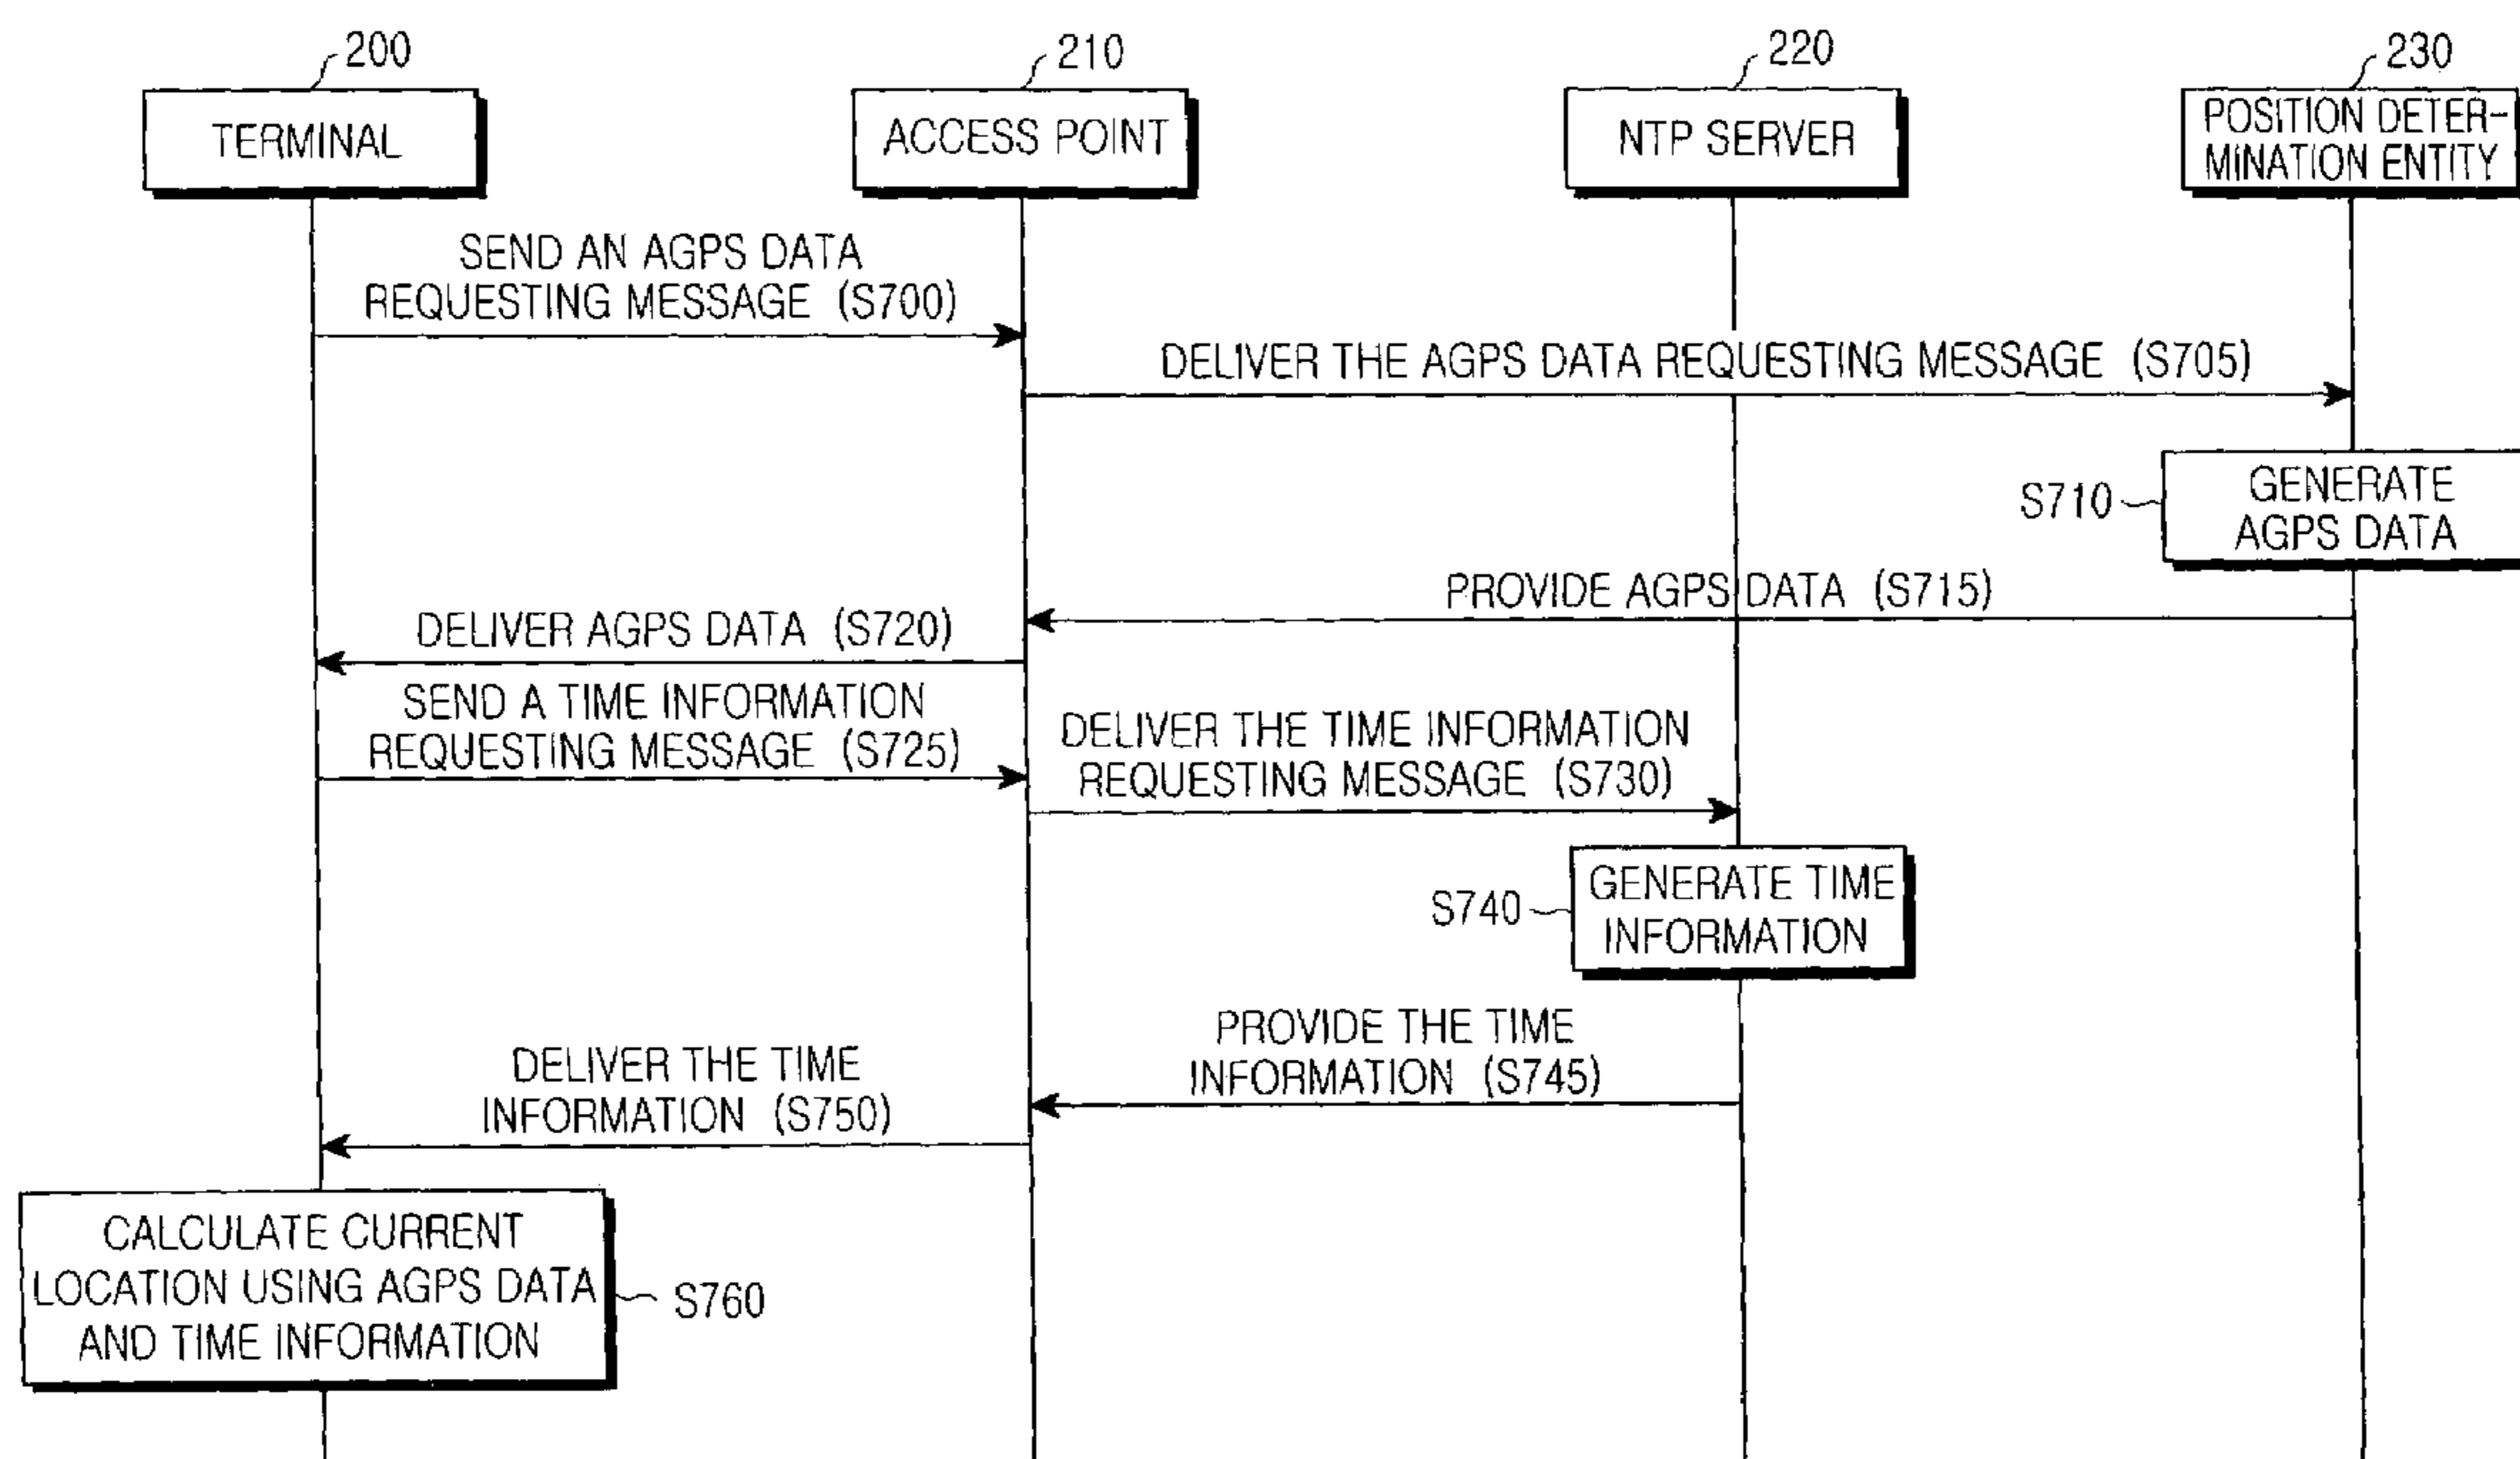 200
210
220
230
TERMINAL
ACCESS POINT
NTP SERVER
POSITION DETER-
MINATION ENTITY
SEND AN AGPS DATA
REQUESTING MESSAGE (S700)
DELIVER THE AGPS DATA REQUESTING MESSAGE (S705)
S710
GENERATE
AGPS DATA
PROVIDE AGPS DATA (S715)
DELIVER AGPS DATA (S720)
SEND A TIME INFORMATION
REQUESTING MESSAGE (S725)
DELIVER THE TIME INFORMATION
REQUESTING MESSAGE (S730)
S740
GENERATE TIME
INFORMATION
PROVIDE THE TIME
INFORMATION (S745)
DELIVER THE TIME
INFORMATION (S750)
CALCULATE CURRENT
LOCATION USING AGPS DATA
AND TIME INFORMATION
S760